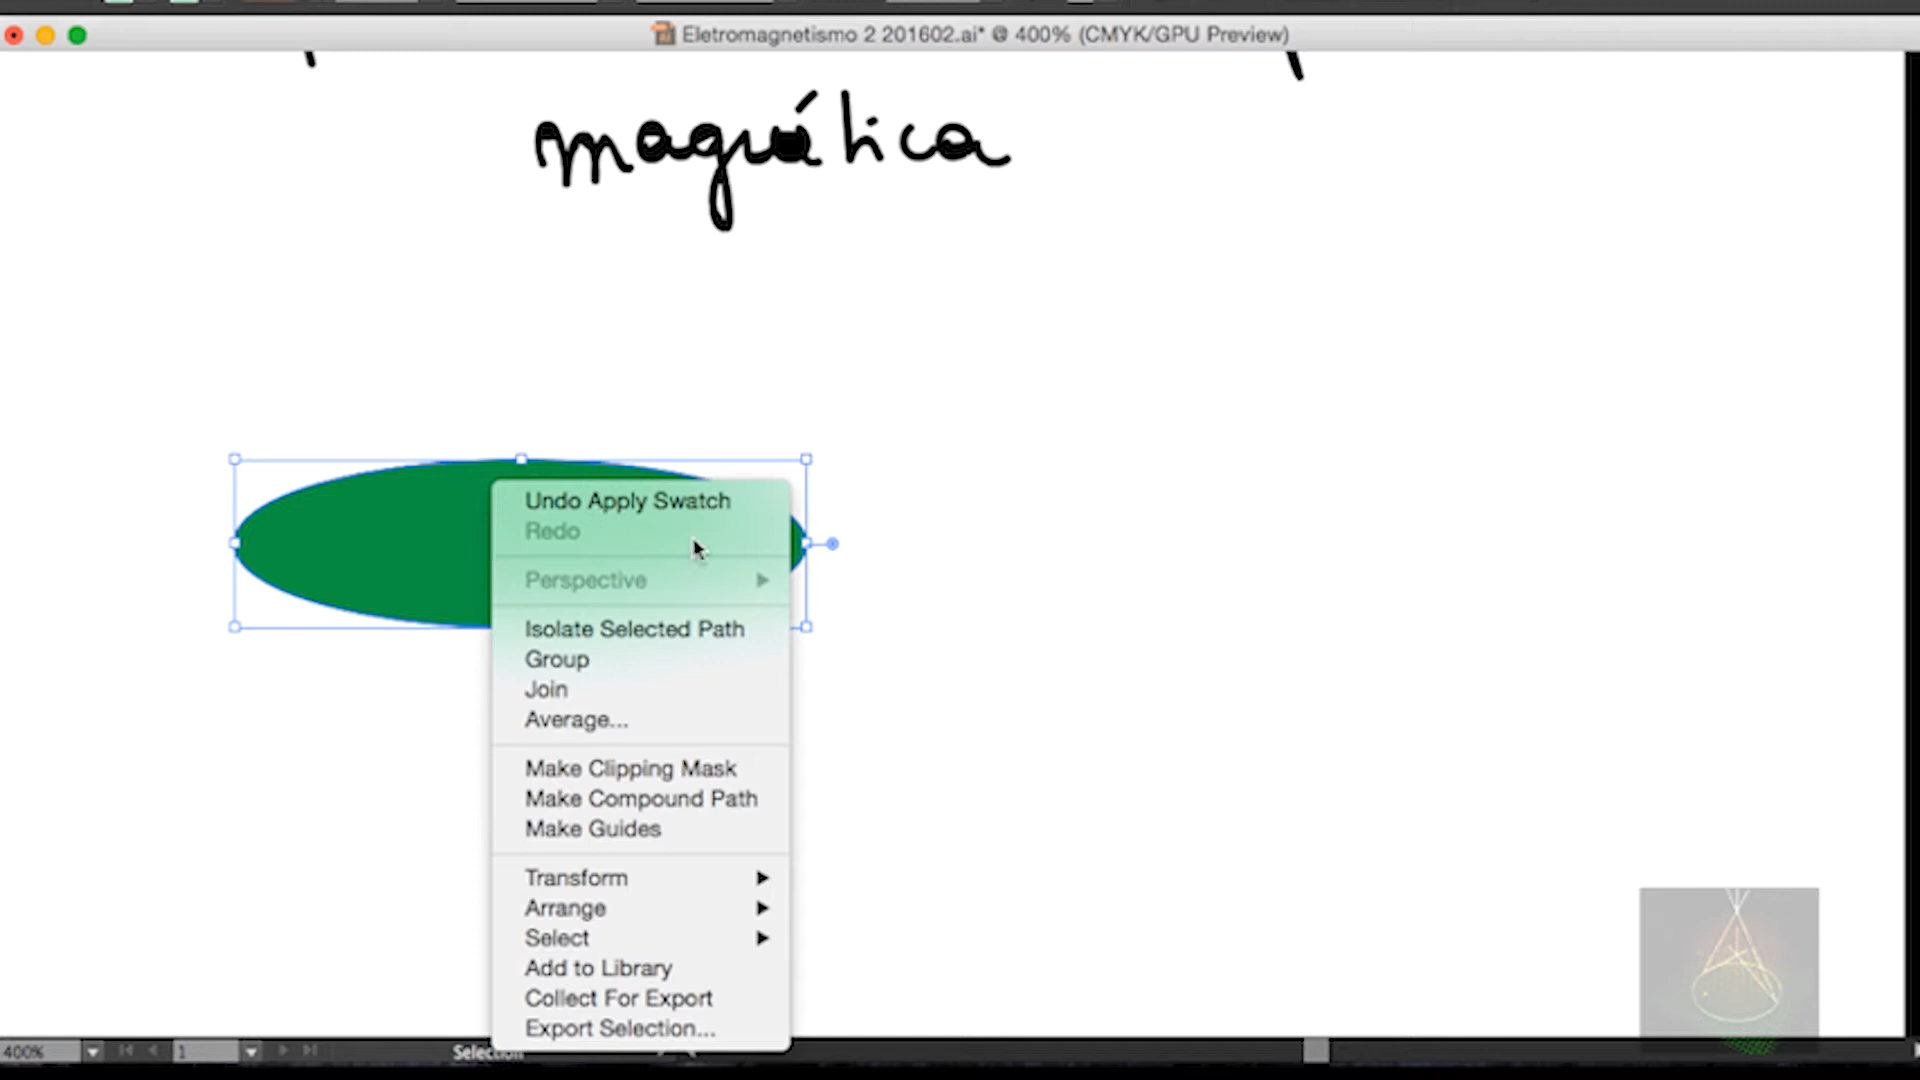 Eletromagnetismo 2 201602.ai* @ 400% (CMYK/GPU Preview)
magnética
Undo Apply Swatch
Redo
Perspective
Isolate Selected Path
Group
Join
Average...
Make Clipping Mask
Make Compound Path
Make Guides
Transform
Arrange
Select
Add to Library
Collect For Export
Export Selection...
400% 1 Selection